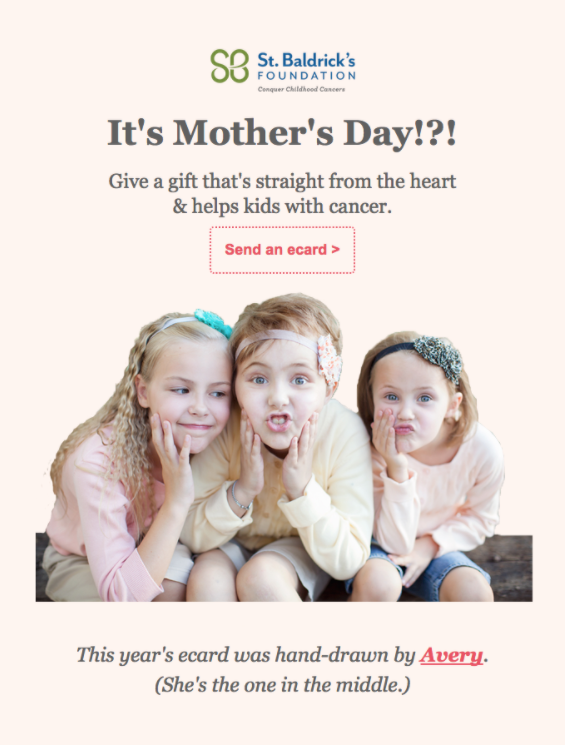 St. Baldrick's
FOUNDATION
Conquer Childhood Cancers
It's Mother's Day!?!
Give a gift that's straight from the heart
& helps kids with cancer.
Send an ecard >
This year's ecard was hand-drawn by Avery.
(She's the one in the middle.)